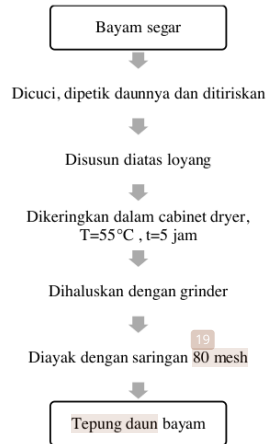 Bayam segar
Dicuci, dipetik daunnya dan ditiriskan
Disusun diatas loyang
Dikeringkan dalam cabinet dryer,
T=55°C , t=5 jam
Dihaluskan dengan grinder
19
Diayak dengan saringan 80 mesh
Tepung daun bayam